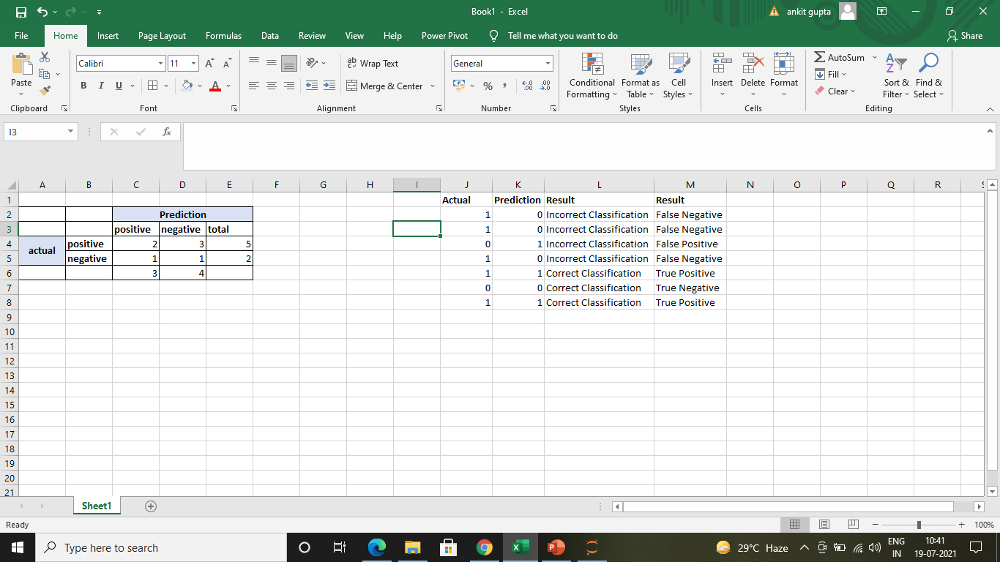 Book1 - Excel
ankit gupta
File Home Insert Page Layout Formulas Data Review View Help Power Pivot Tell me what you want to do Share
Paste
Clipboard
Calibri 11
B I U
Font
Wrap Text
Merge & Center
Alignment
General
% ,
Number
Conditional Formatting
Format as Table
Cell Styles
Styles
Insert Delete Format
Cells
AutoSum
Fill
Clear
Sort & Filter
Find & Select
Editing
I3
fx
A B C D E F G H I J K L M N O P Q R
1 Actual Prediction Result Result
2 Prediction 1 0 Incorrect Classification False Negative
3 positive negative total 1 0 Incorrect Classification False Negative
4 actual positive 2 3 5 0 1 Incorrect Classification False Positive
5 negative 1 1 2 1 0 Incorrect Classification False Negative
6 3 4 1 1 Correct Classification True Positive
7 0 0 Correct Classification True Negative
8 1 1 Correct Classification True Positive
9
10
11
12
13
14
15
16
17
18
19
20
21
Sheet1
Ready
100%
Type here to search
29°C Haze
ENG
IN
10:41
19-07-2021